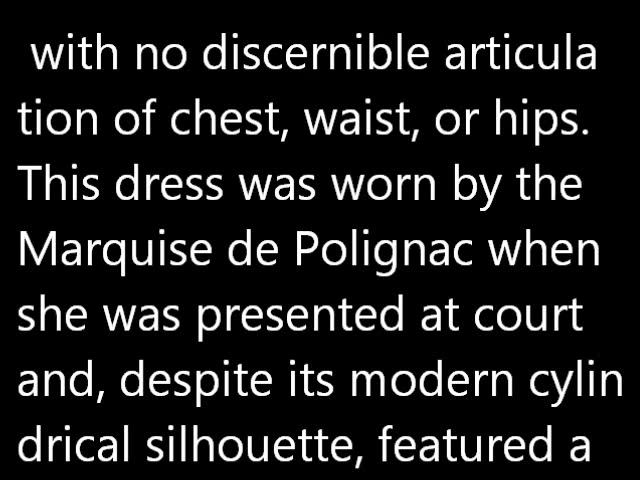 with no discernible articula
tion of chest, waist, or hips.
This dress was worn by the
Marquise de Polignac when
she was presented at court
and, despite its modern cylin
drical silhouette, featured a